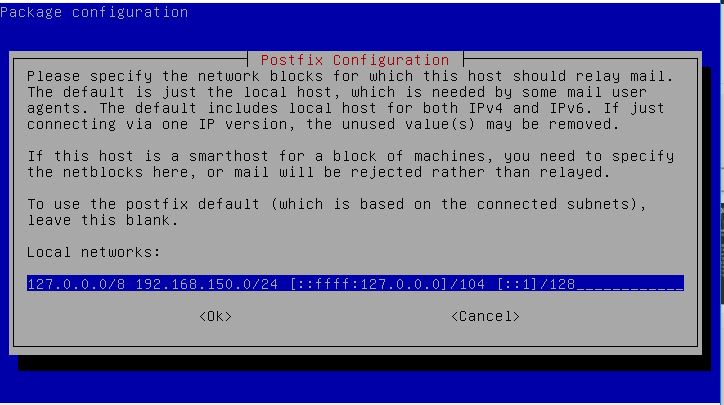 Package configuration
Postfix Configuration
Please specify the network blocks for which this host should relay mail.
The default is just the local host, which is needed by some mail user
agents. The default includes local host for both IPv4 and IPv6. If just
connecting via one IP version, the unused value(s) may be removed.
If this host is a smarthost for a block of machines, you need to specify
the netblocks here, or mail will be rejected rather than relayed.
To use the postfix default (which is based on the connected subnets),
leave this blank.
Local networks:
127.0.0.0/8 192.168.150.0/24 [::ffff:127.0.0.0]/104 [::1]/128____________
<Ok> <Cancel>